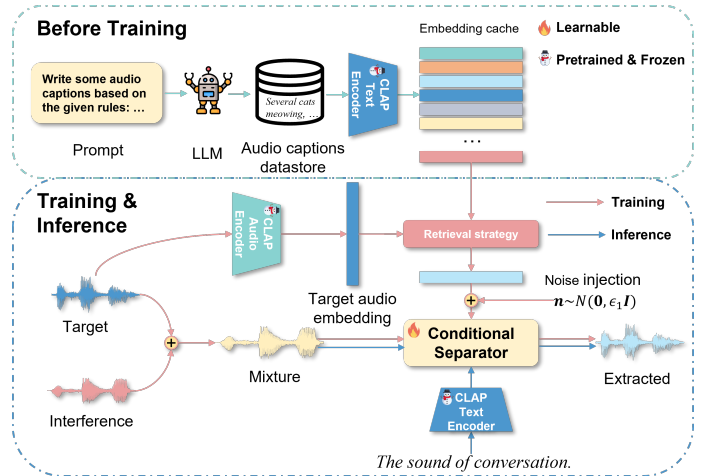 Before Training
Embedding cache
Learnable
Pretrained & Frozen
Write some audio
captions based on
the given rules: …
Several cats
meowing, …
CLAP
Text
Encoder
...
Prompt
LLM
Audio captions
datastore
Training &
Inference
CLAP
Audio
Encoder
Retrieval strategy
Training
Inference
Target
Target audio
embedding
Noise injection
n~N(0, ϵ₁I)
+
+
Mixture
Conditional
Separator
Extracted
Interference
CLAP
Text
Encoder
The sound of conversation.